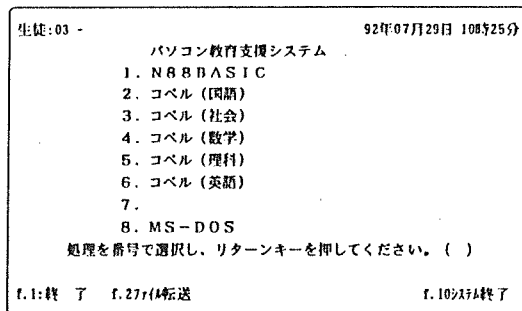 生徒:03 - 92年07月29日 10時25分
パソコン教育支援システム
1. N88BASIC
2. コペル (国語)
3. コペル (社会)
4. コペル (数学)
5. コペル (理科)
6. コペル (英語)
7.
8. MS-DOS
処理を番号で選択し、リターンキーを押してください。 ( )
f.1:終 了 f.2ファイル転送 f.10システム終了